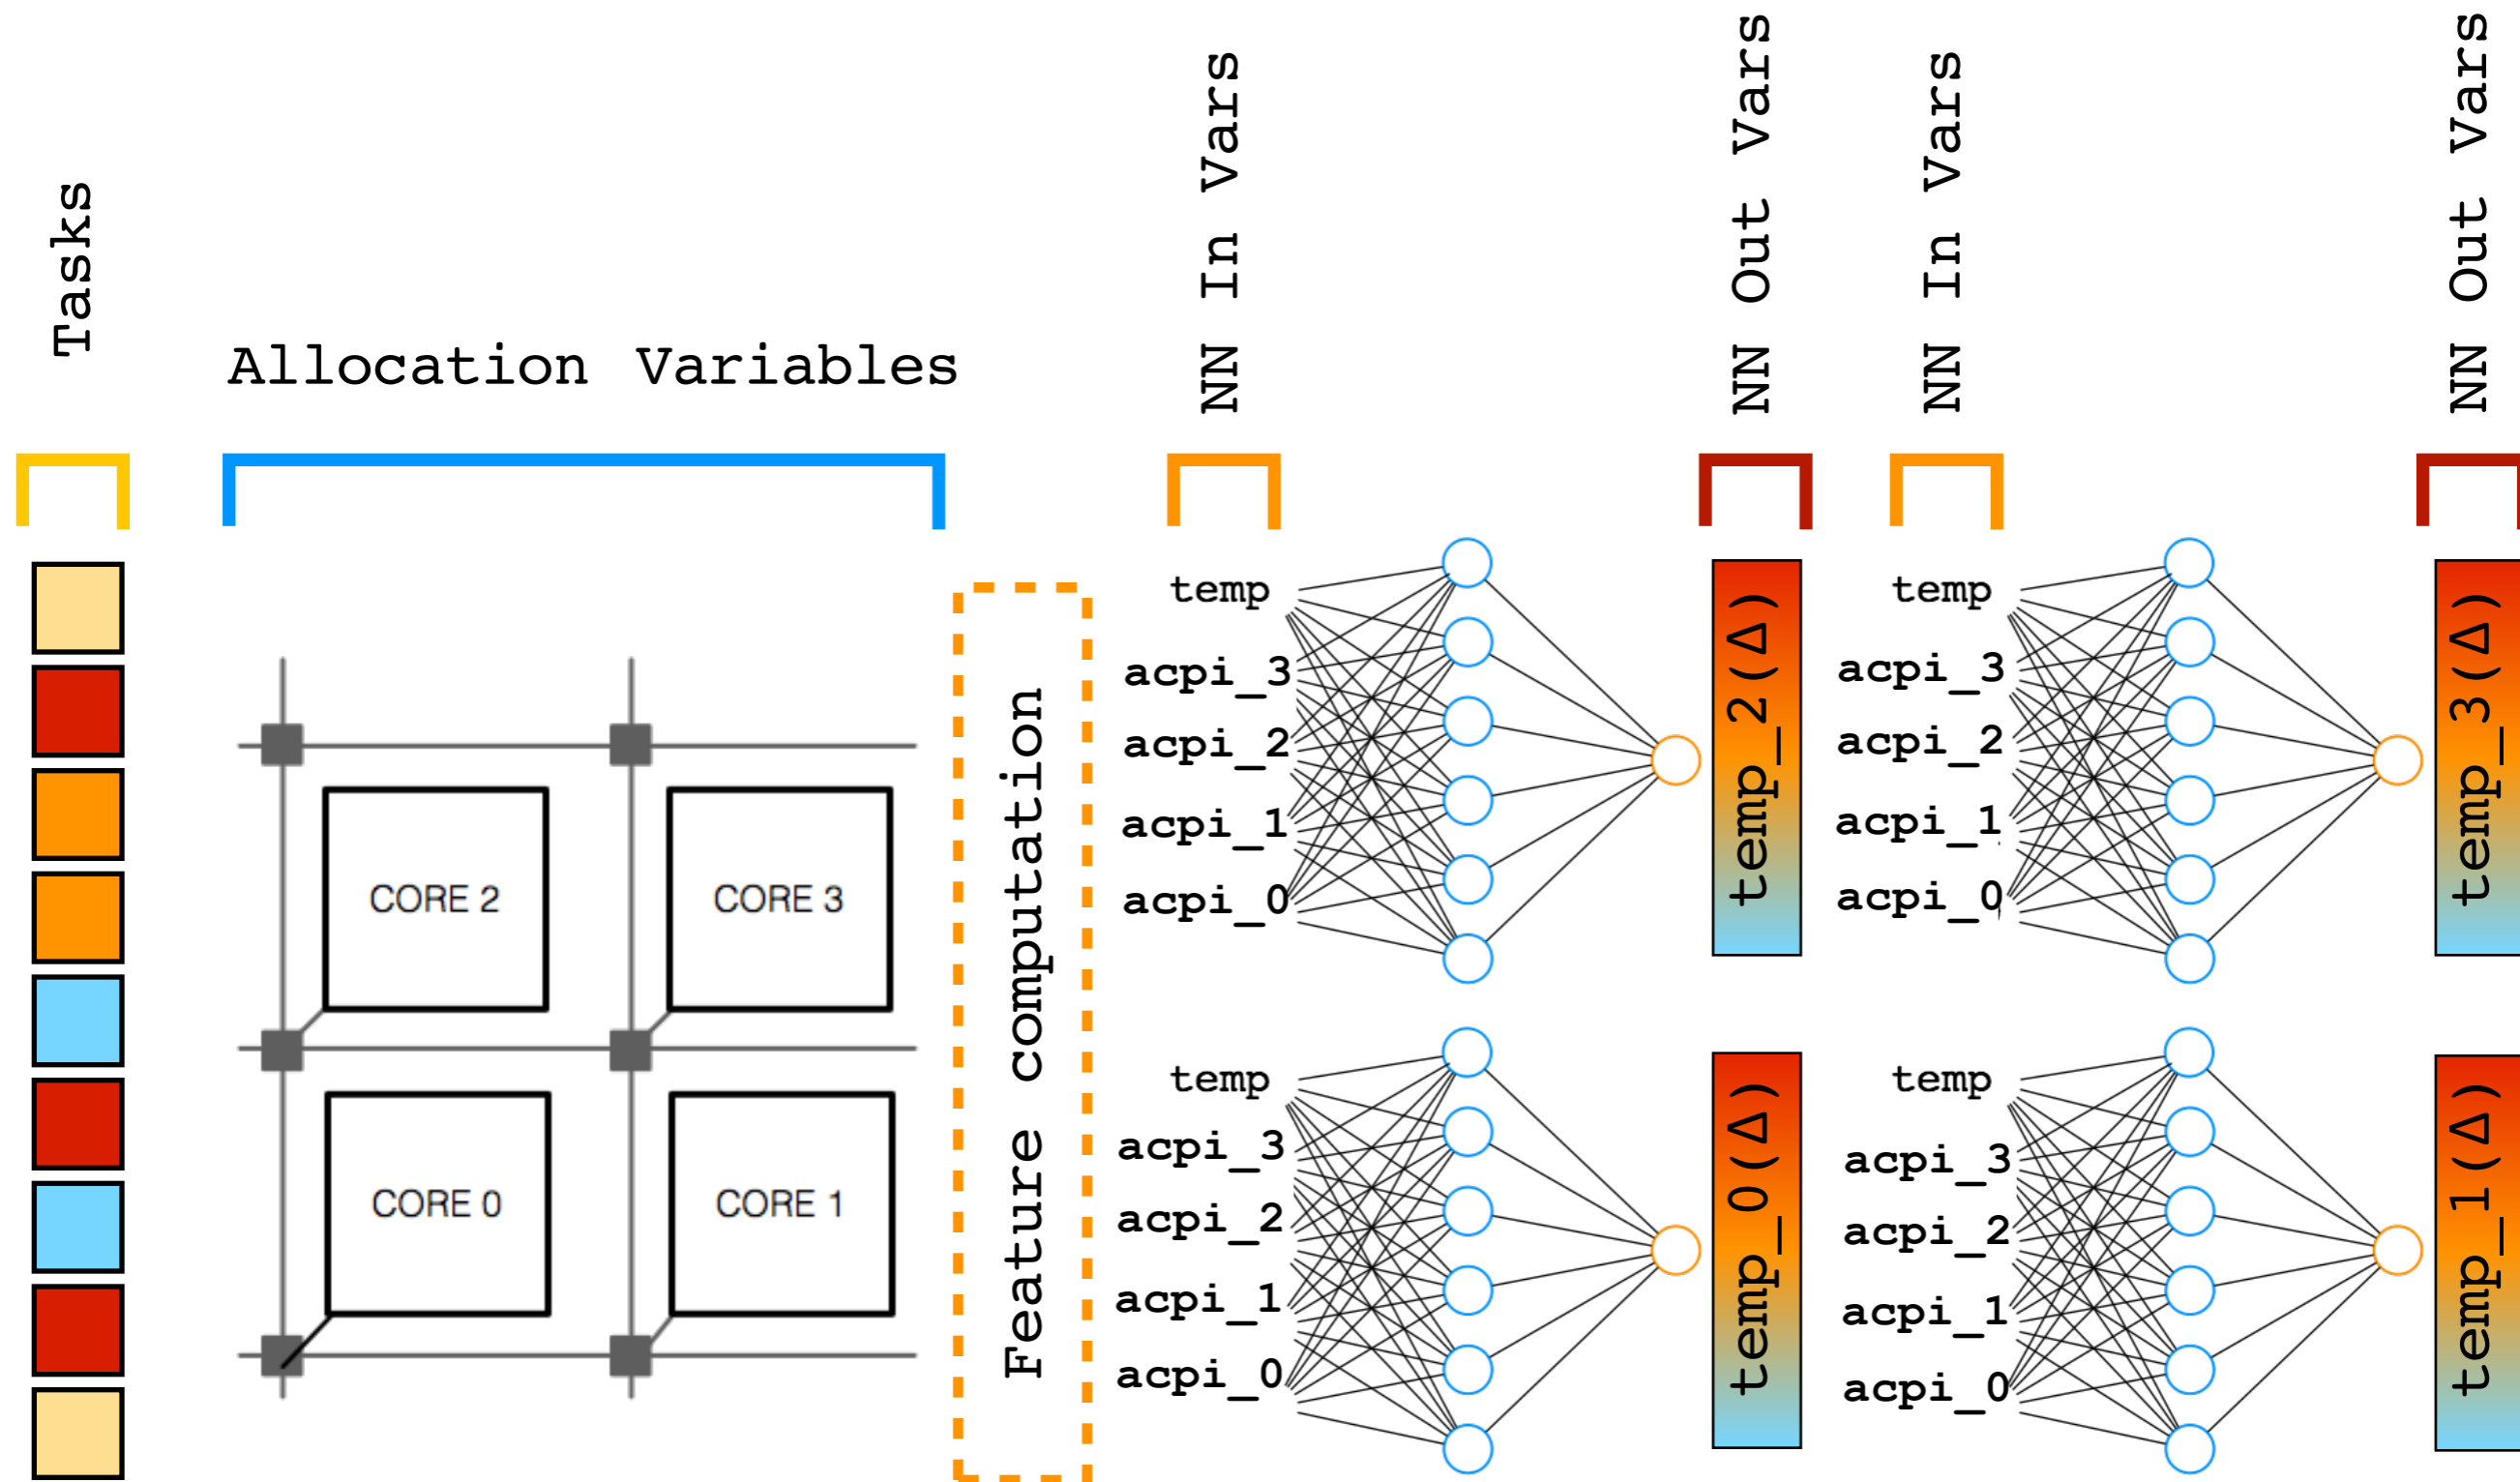 Tasks
Allocation Variables
NN In Vars
NN Out Vars
NN In Vars
NN Out Vars
CORE 2
CORE 3
CORE 0
CORE 1
Feature computation
temp
acpi_3
acpi_2
acpi_1
acpi_0
temp_2(Δ)
temp
acpi_3
acpi_2
acpi_1
acpi_0
temp_3(Δ)
temp
acpi_3
acpi_2
acpi_1
acpi_0
temp_0(Δ)
temp
acpi_3
acpi_2
acpi_1
acpi_0
temp_1(Δ)